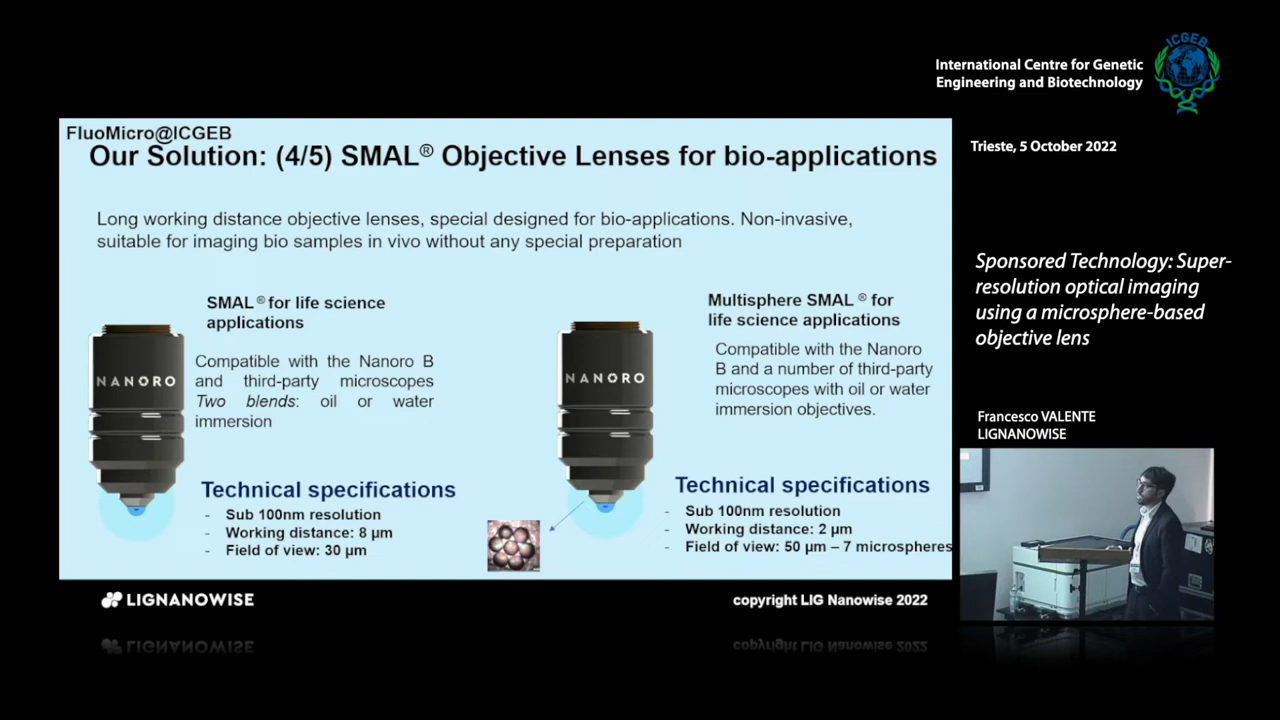 International Centre for Genetic
Engineering and Biotechnology
ICGEB
Trieste, 5 October 2022
FluoMicro@ICGEB
Our Solution: (4/5) SMAL® Objective Lenses for bio-applications
Long working distance objective lenses, special designed for bio-applications. Non-invasive,
suitable for imaging bio samples in vivo without any special preparation
SMAL ® for life science
applications
NANORO
Compatible with the Nanoro B
and third-party microscopes
Two blends: oil or water
immersion
Technical specifications
- Sub 100nm resolution
- Working distance: 8 µm
- Field of view: 30 µm
Multisphere SMAL ® for
life science applications
NANORO
Compatible with the Nanoro
B and a number of third-party
microscopes with oil or water
immersion objectives.
Technical specifications
- Sub 100nm resolution
- Working distance: 2 µm
- Field of view: 50 µm – 7 microspheres
LIGNANOWISE
copyright LIG Nanowise 2022
Sponsored Technology: Super-
resolution optical imaging
using a microsphere-based
objective lens
Francesco VALENTE
LIGNANOWISE